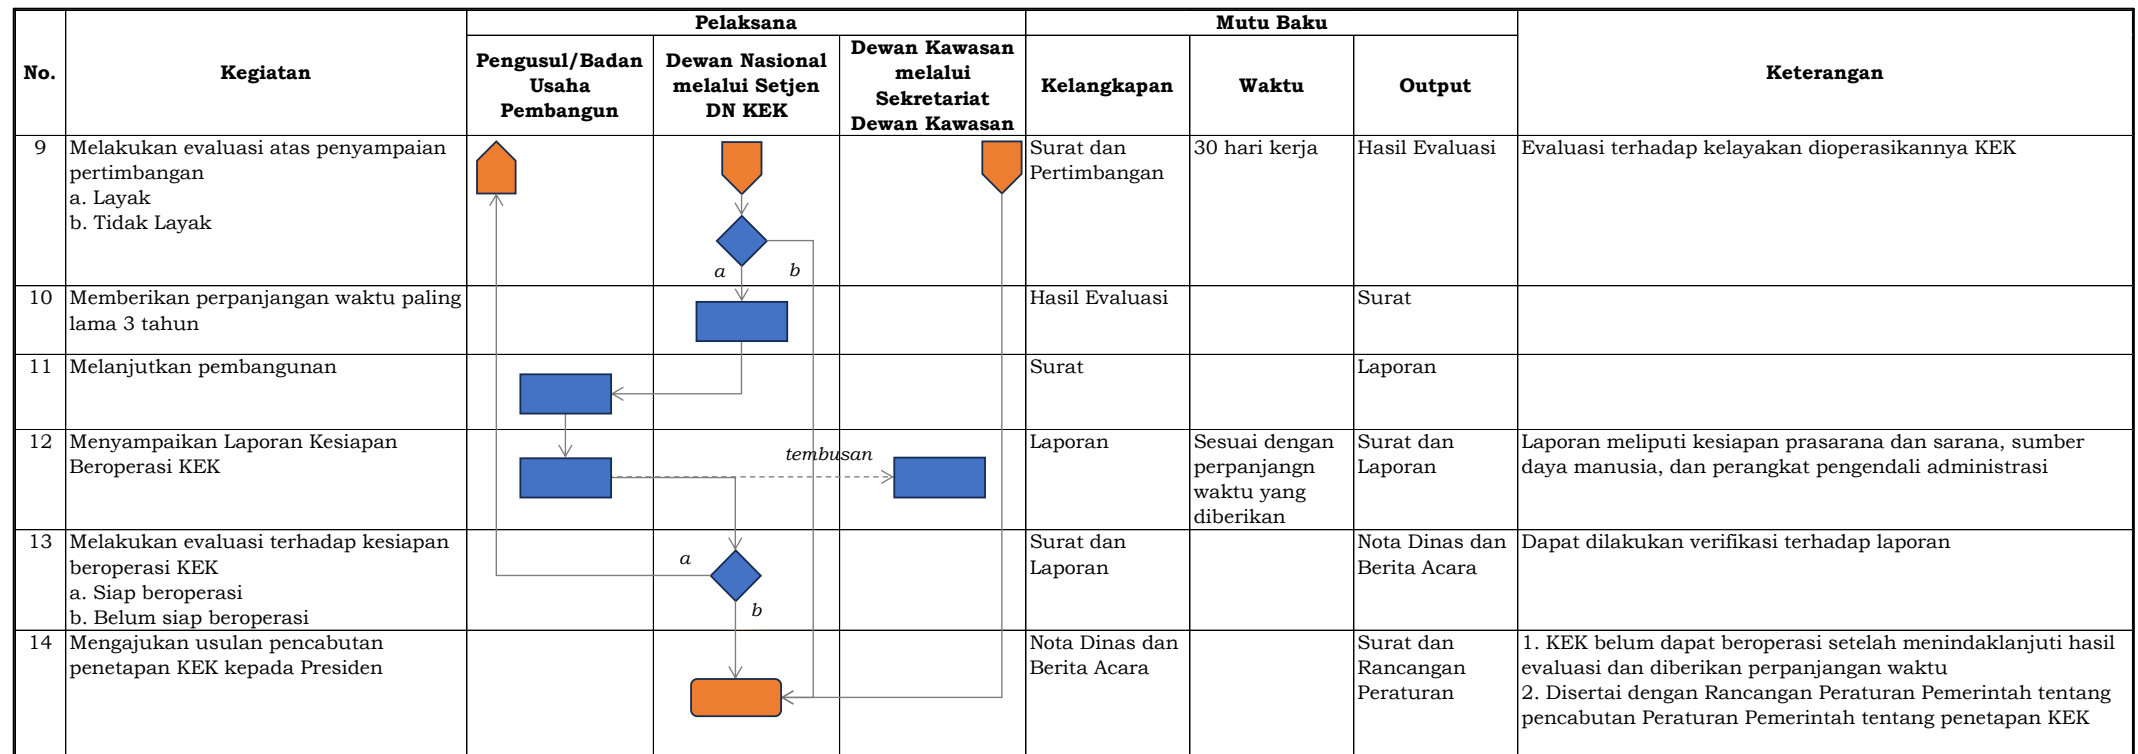 No.
Kegiatan
Pelaksana
Mutu Baku
Keterangan
Pengusul/Badan
Usaha
Pembangun
Dewan Nasional
melalui Setjen
DN KEK
Dewan Kawasan
melalui
Sekretariat
Dewan Kawasan
Kelangkapan
Waktu
Output
9
Melakukan evaluasi atas penyampaian
pertimbangan
a. Layak
b. Tidak Layak
a
b
Surat dan
Pertimbangan
30 hari kerja
Hasil Evaluasi
Evaluasi terhadap kelayakan dioperasikannya KEK
10
Memberikan perpanjangan waktu paling
lama 3 tahun
Hasil Evaluasi
Surat
11
Melanjutkan pembangunan
Surat
Laporan
12
Menyampaikan Laporan Kesiapan
Beroperasi KEK
tembusan
Laporan
Sesuai dengan
perpanjangn
waktu yang
diberikan
Surat dan
Laporan
Laporan meliputi kesiapan prasarana dan sarana, sumber
daya manusia, dan perangkat pengendali administrasi
13
Melakukan evaluasi terhadap kesiapan
beroperasi KEK
a. Siap beroperasi
b. Belum siap beroperasi
a
b
Surat dan
Laporan
Nota Dinas dan
Berita Acara
Dapat dilakukan verifikasi terhadap laporan
14
Mengajukan usulan pencabutan
penetapan KEK kepada Presiden
Nota Dinas dan
Berita Acara
Surat dan
Rancangan
Peraturan
1. KEK belum dapat beroperasi setelah menindaklanjuti hasil
evaluasi dan diberikan perpanjangan waktu
2. Disertai dengan Rancangan Peraturan Pemerintah tentang
pencabutan Peraturan Pemerintah tentang penetapan KEK